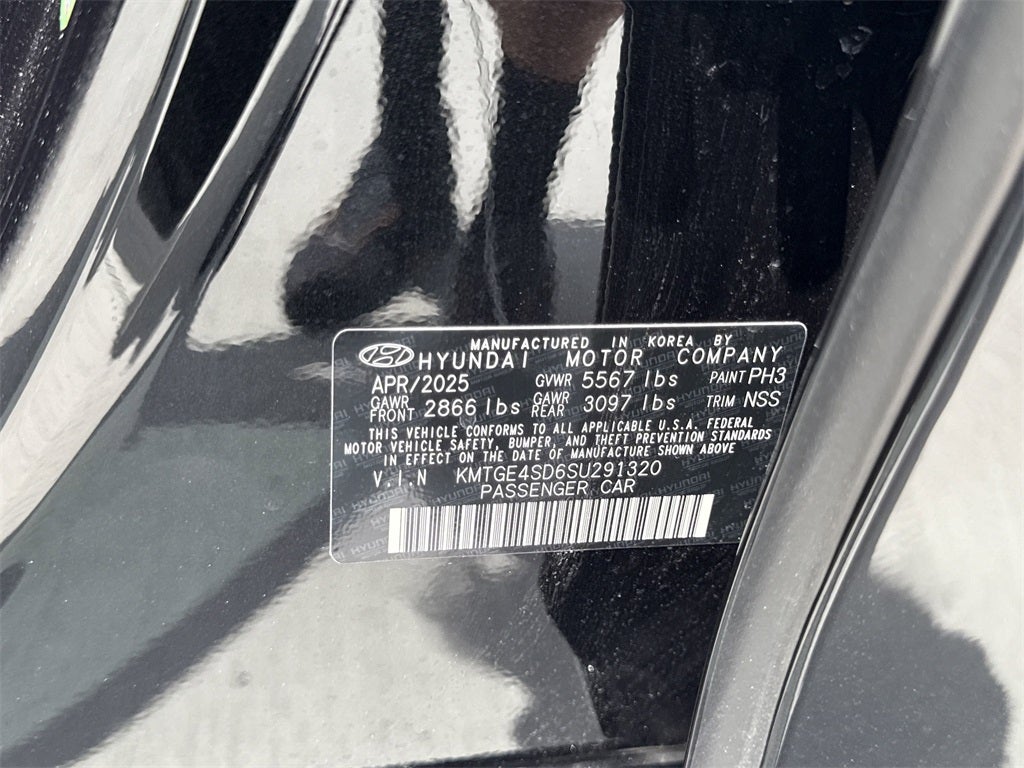 MANUFACTURED IN KOREA BY
HYUNDAI MOTOR COMPANY
APR/2025 GVWR 5567 lbs PAINT PH3
GAWR FRONT 2866 lbs GAWR REAR 3097 lbs TRIM NSS
THIS VEHICLE CONFORMS TO ALL APPLICABLE U.S.A. FEDERAL
MOTOR VEHICLE SAFETY, BUMPER, AND THEFT PREVENTION STANDARDS
IN EFFECT ON THE DATE OF MANUFACTURE SHOWN ABOVE
V.I.N KMTGE4SD6SU291320
PASSENGER CAR